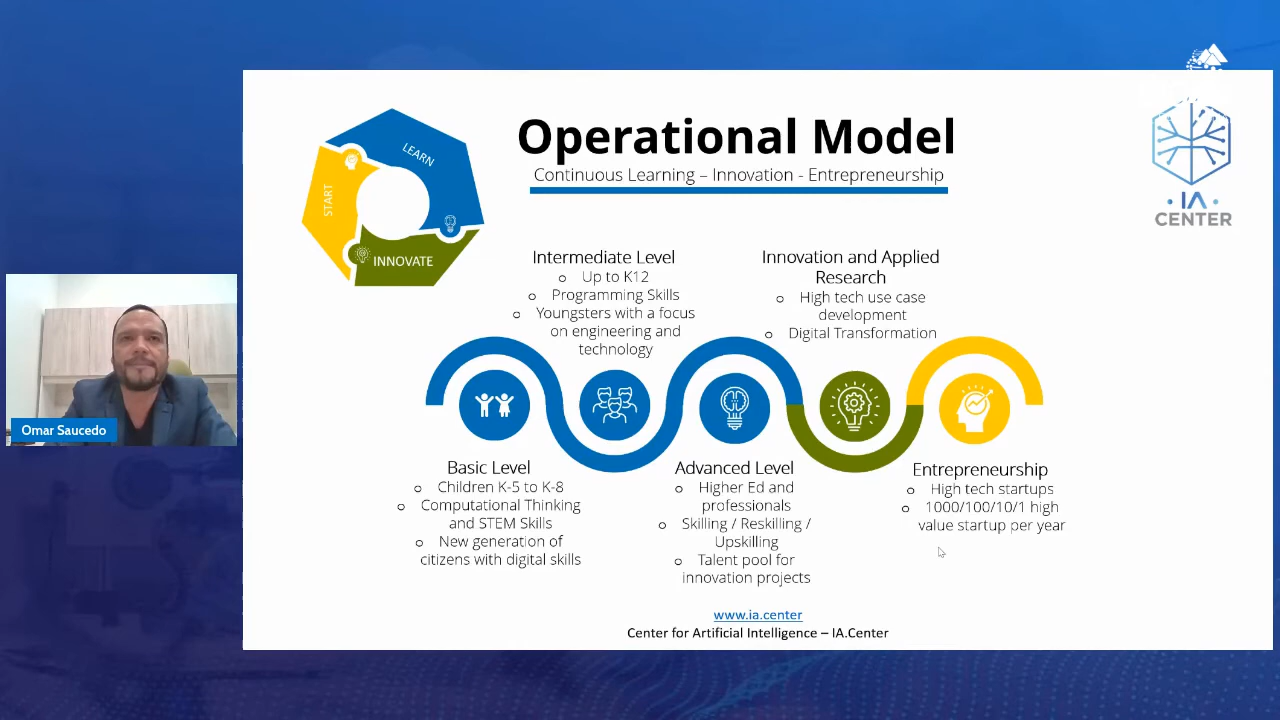 Operational Model
Continuous Learning – Innovation - Entrepreneurship
LEARN
START
INNOVATE
IA
CENTER
Intermediate Level
o Up to K12
o Programming Skills
o Youngsters with a focus
on engineering and
technology
Innovation and Applied
Research
o High tech use case
development
o Digital Transformation
Omar Saucedo
Basic Level
o Children K-5 to K-8
o Computational Thinking
and STEM Skills
o New generation of
citizens with digital skills
Advanced Level
o Higher Ed and
professionals
o Skilling / Reskilling /
Upskilling
o Talent pool for
innovation projects
Entrepreneurship
o High tech startups
o 1000/100/10/1 high
value startup per year
www.ia.center
Center for Artificial Intelligence – IA.Center